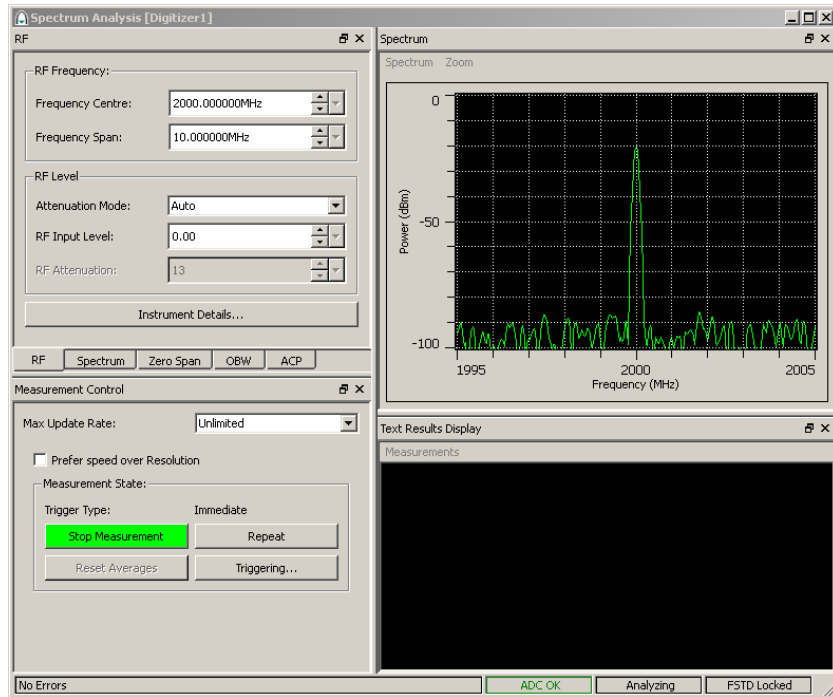 Spectrum Analysis [Digitizer1]
RF
RF Frequency:
Frequency Centre: 2000.000000MHz
Frequency Span: 10.000000MHz
RF Level
Attenuation Mode: Auto
RF Input Level: 0.00
RF Attenuation: 13
Instrument Details...
RF Spectrum Zero Span OBW ACP
Measurement Control
Max Update Rate: Unlimited
Prefer speed over Resolution
Measurement State:
Trigger Type: Immediate
Stop Measurement Repeat
Reset Averages Triggering...
Spectrum
Spectrum Zoom
0
-50
-100
Power (dBm)
1995 2000 2005
Frequency (MHz)
Text Results Display
Measurements
No Errors ADC OK Analyzing FSTD Locked